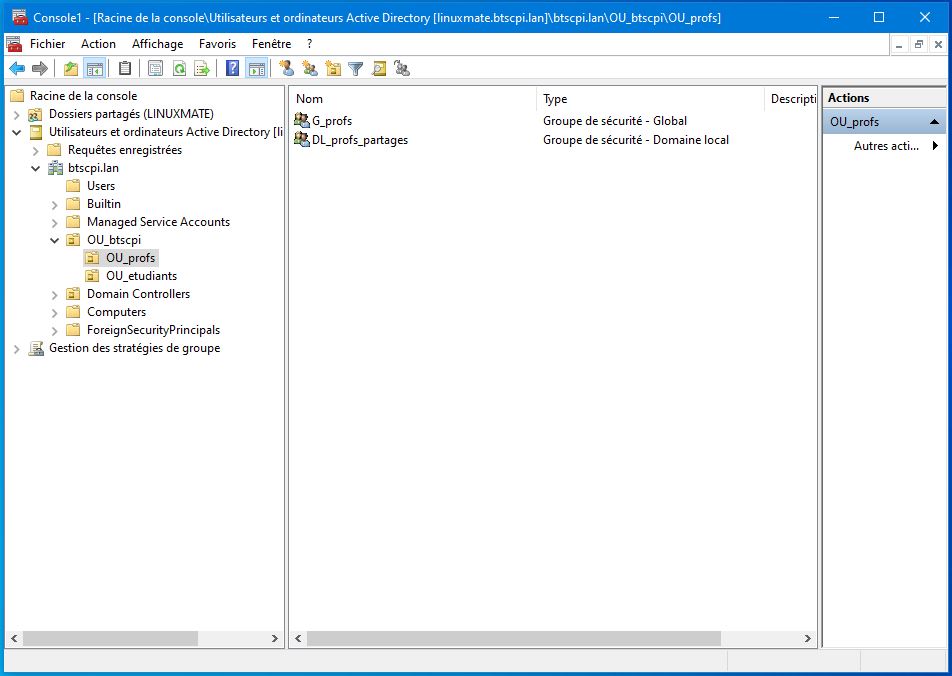 Console1 - [Racine de la console\Utilisateurs et ordinateurs Active Directory [linuxmate.btscpi.lan]\btscpi.lan\OU_btscpi\OU_profs]
Fichier Action Affichage Favoris Fenêtre ?
Racine de la console
Dossiers partagés (LINUXMATE)
Utilisateurs et ordinateurs Active Directory [li
Requêtes enregistrées
btscpi.lan
Users
Builtin
Managed Service Accounts
OU_btscpi
OU_profs
OU_etudiants
Domain Controllers
Computers
ForeignSecurityPrincipals
Gestion des stratégies de groupe
Nom Type Descripti
G_profs Groupe de sécurité - Global
DL_profs_partages Groupe de sécurité - Domaine local
Actions
OU_profs
Autres acti...